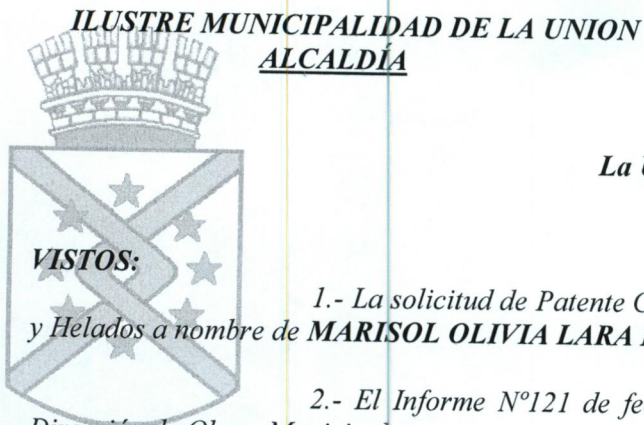 ILUSTRE MUNICIPALIDAD DE LA UNION
ALCALDÍA
La
VISTOS:
1.- La solicitud de Patente
y Helados a nombre de MARISOL OLIVIA LARA
2.- El Informe Nº121 de